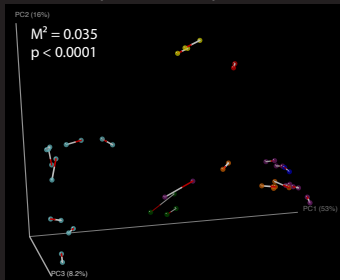 PC2 (16%)
M² = 0.035
p < 0.0001
PC1 (53%)
PC3 (8.2%)